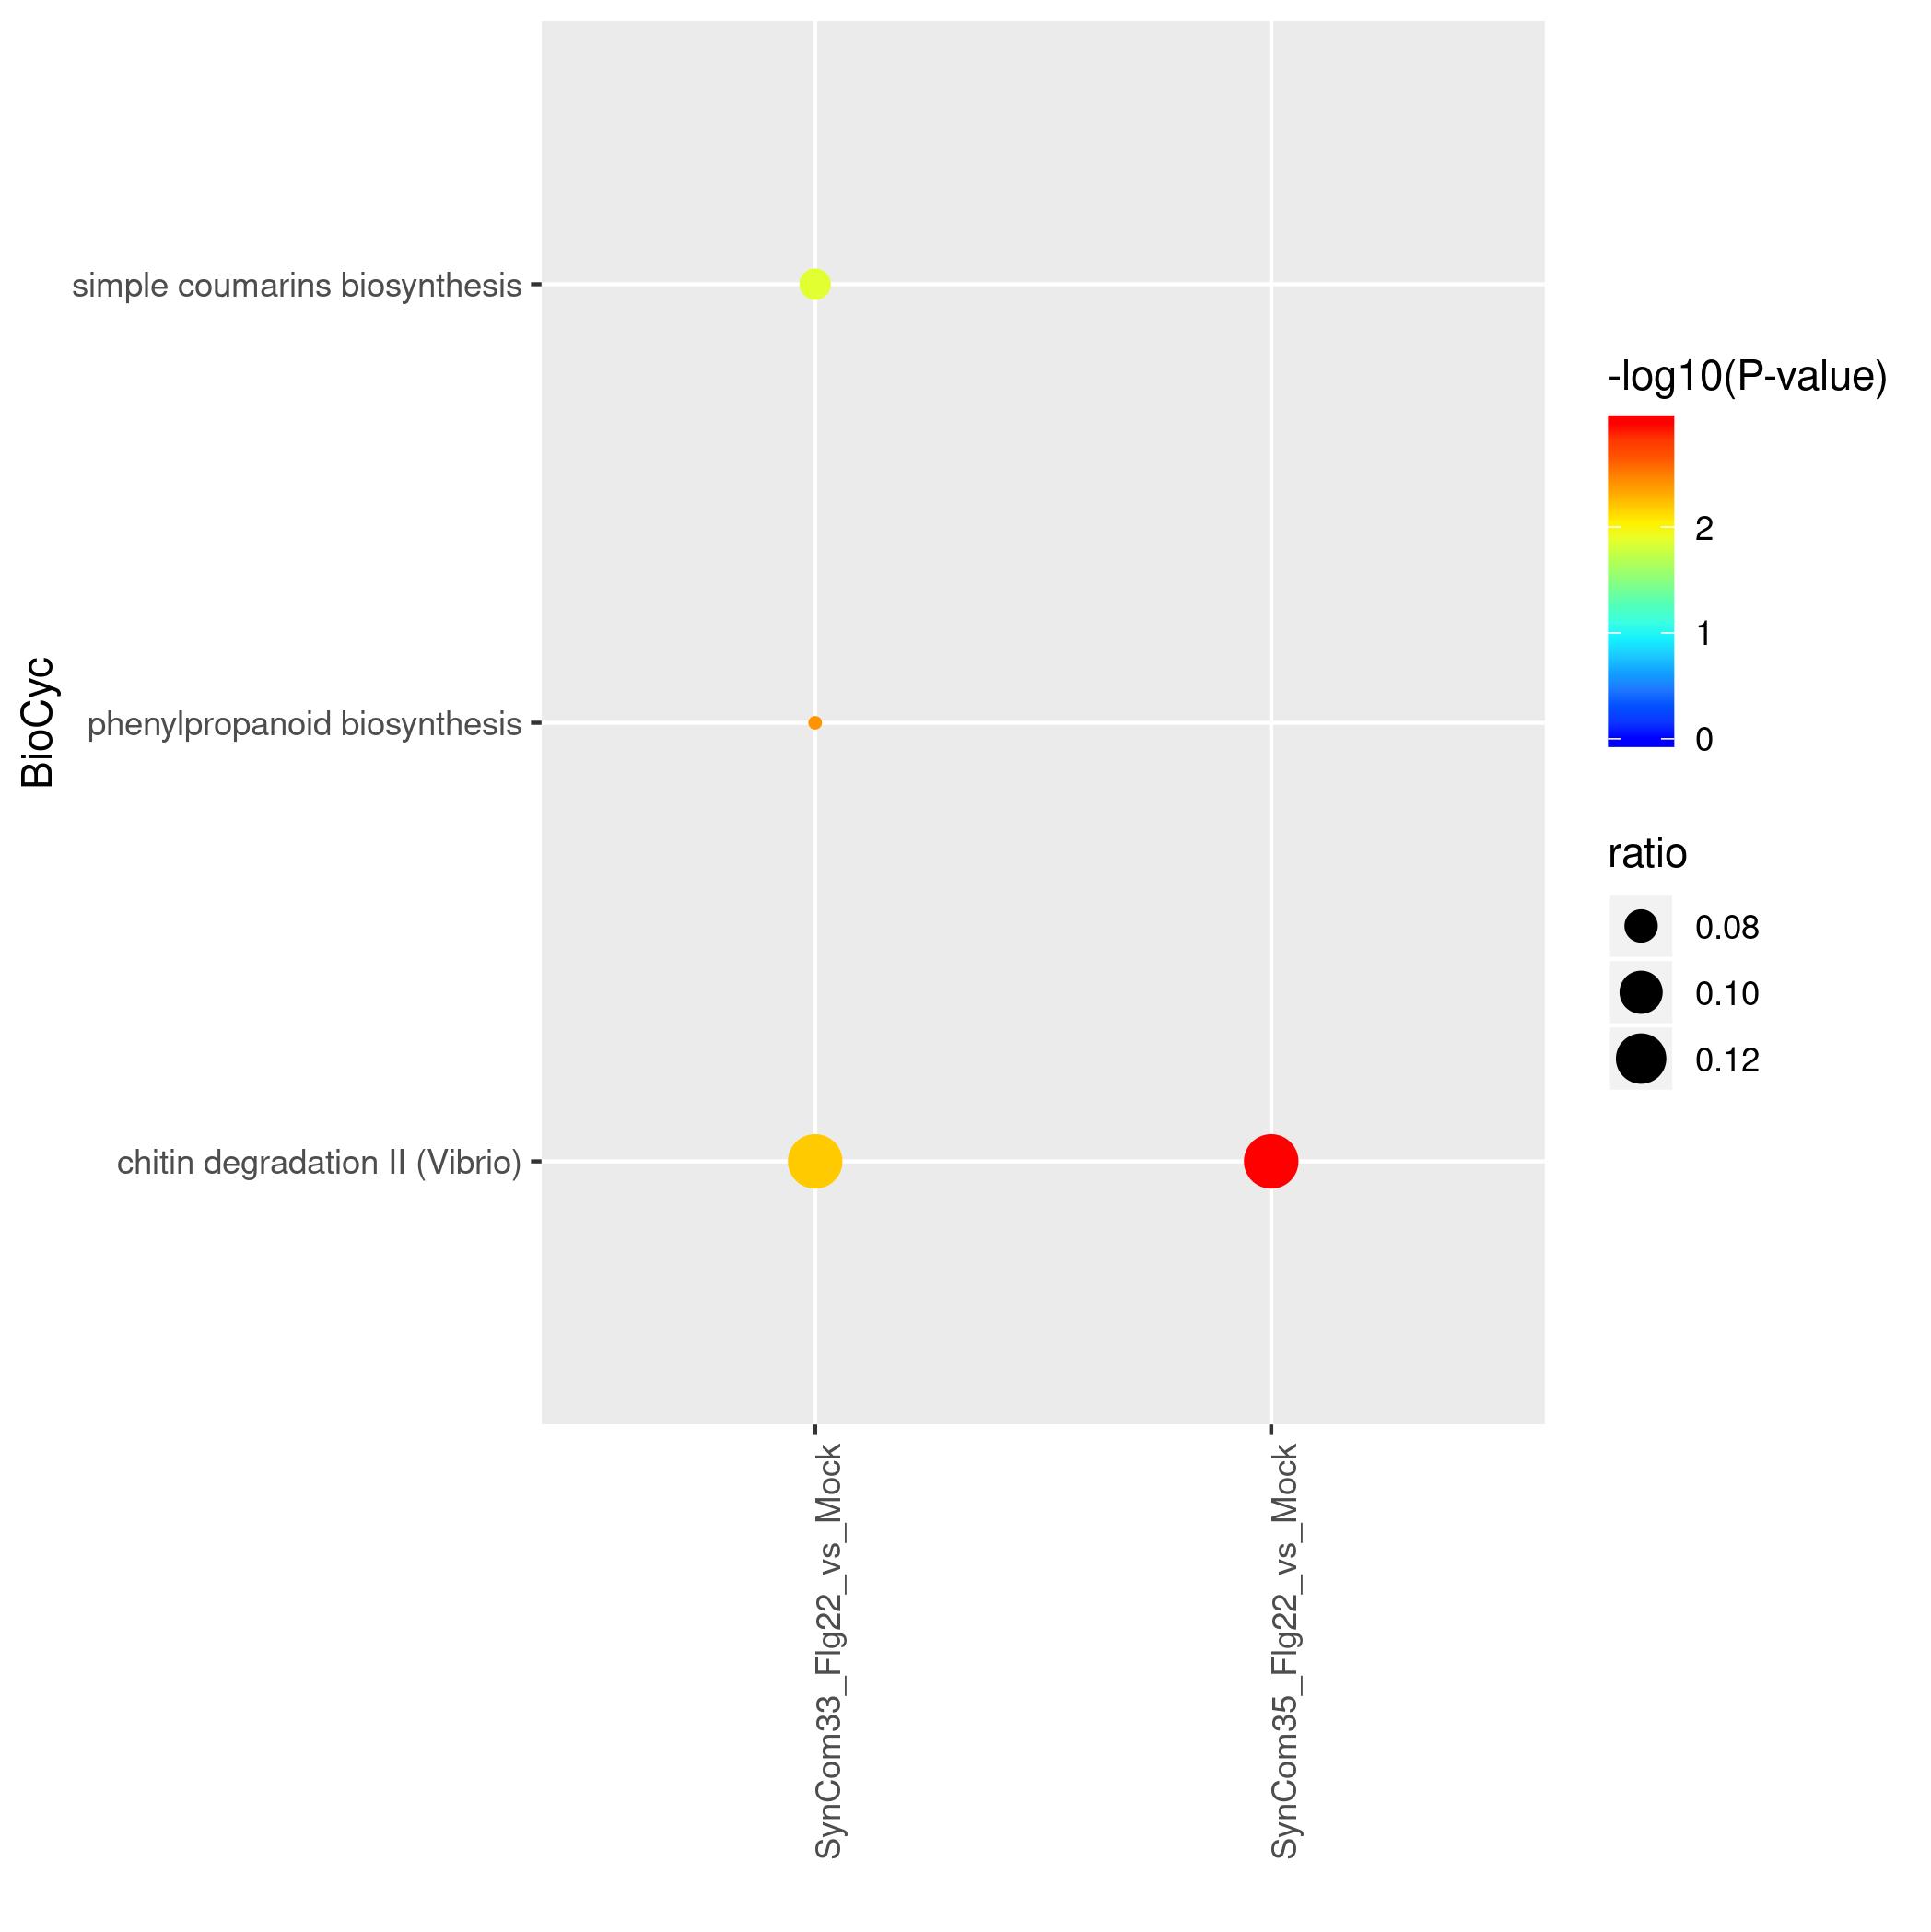 BioCyc
simple coumarins biosynthesis
phenylpropanoid biosynthesis
chitin degradation II (Vibrio)
SynCom33_Flg22_vs_Mock
SynCom35_Flg22_vs_Mock
-log10(P-value)
2
1
0
ratio
0.08
0.10
0.12